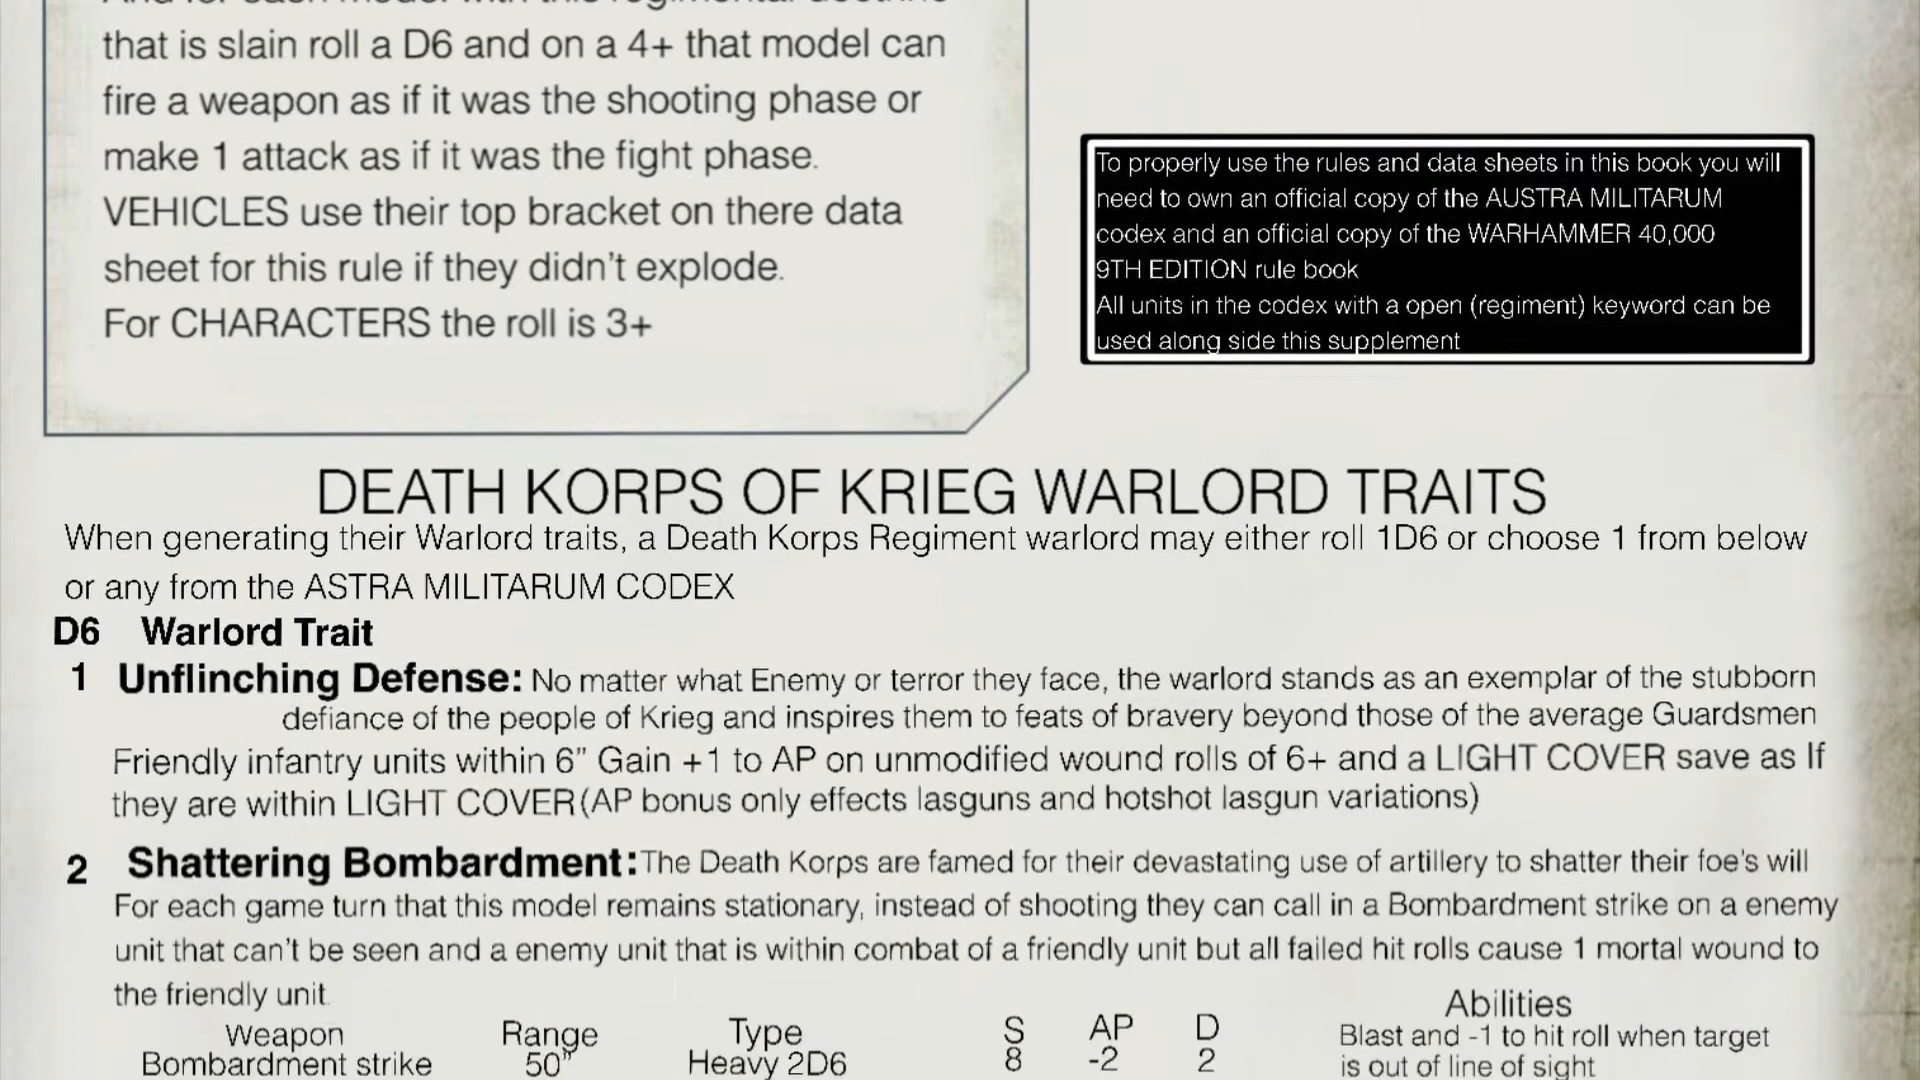 that is slain roll a D6 and on a 4+ that model can
fire a weapon as if it was the shooting phase or
make 1 attack as if it was the fight phase.
VEHICLES use their top bracket on there data
sheet for this rule if they didn't explode.
For CHARACTERS the roll is 3+
To properly use the rules and data sheets in this book you will
need to own an official copy of the AUSTRA MILITARUM
codex and an official copy of the WARHAMMER 40,000
9TH EDITION rule book
All units in the codex with a open (regiment) keyword can be
used along side this supplement
DEATH KORPS OF KRIEG WARLORD TRAITS
When generating their Warlord traits, a Death Korps Regiment warlord may either roll 1D6 or choose 1 from below
or any from the ASTRA MILITARUM CODEX
D6 Warlord Trait
1 Unflinching Defense: No matter what Enemy or terror they face, the warlord stands as an exemplar of the stubborn
defiance of the people of Krieg and inspires them to feats of bravery beyond those of the average Guardsmen
Friendly infantry units within 6" Gain +1 to AP on unmodified wound rolls of 6+ and a LIGHT COVER save as If
they are within LIGHT COVER(AP bonus only effects lasguns and hotshot lasgun variations)
2 Shattering Bombardment: The Death Korps are famed for their devastating use of artillery to shatter their foe's will
For each game turn that this model remains stationary, instead of shooting they can call in a Bombardment strike on a enemy
unit that can't be seen and a enemy unit that is within combat of a friendly unit but all failed hit rolls cause 1 mortal wound to
the friendly unit
Weapon Range Type S AP D Abilities
Bombardment strike 50" Heavy 2D6 8 -2 2 Blast and -1 to hit roll when target
is out of line of sight